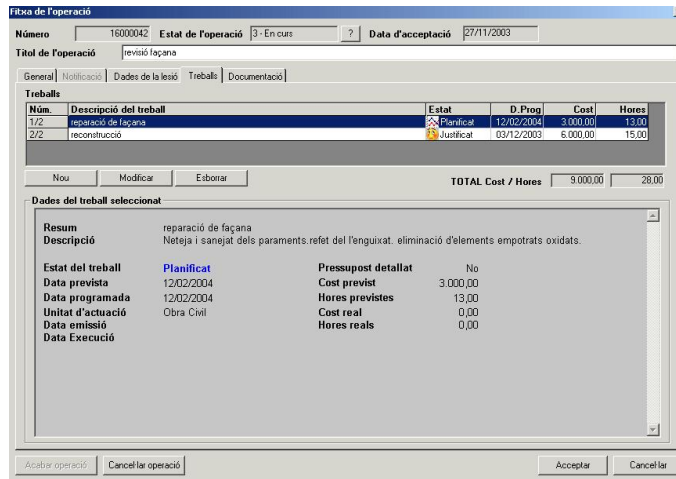 Fitxa de l'operació
Número 16000042 Estat de l'operació 3 - En curs ? Data d'acceptació 27/11/2003
Titol de l'operació revisió façana
General Notificació Dades de la lesió Treballs Documentació
Treballs
Núm. Descripció del treball Estat D.Prog Cost Hores
1/2 reparació de façana Planificat 12/02/2004 3.000,00 13,00
2/2 reconstrucció Justificat 03/12/2003 6.000,00 15,00
Nou Modificar Esborrar TOTAL Cost / Hores 9.000,00 28,00
Dades del treball seleccionat
Resum reparació de façana
Descripció Neteja i sanejat dels paraments.refet del l'enguixat. eliminació d'elements empotrats oxidats.
Estat del treball Planificat Pressupost detallat No
Data prevista 12/02/2004 Cost previst 3.000,00
Data programada 12/02/2004 Hores previstes 13,00
Unitat d'actuació Obra Civil Cost real 0,00
Data emissió Hores reals 0,00
Data Execució
Acabar operació Cancel·lar operació Acceptar Cancel·lar